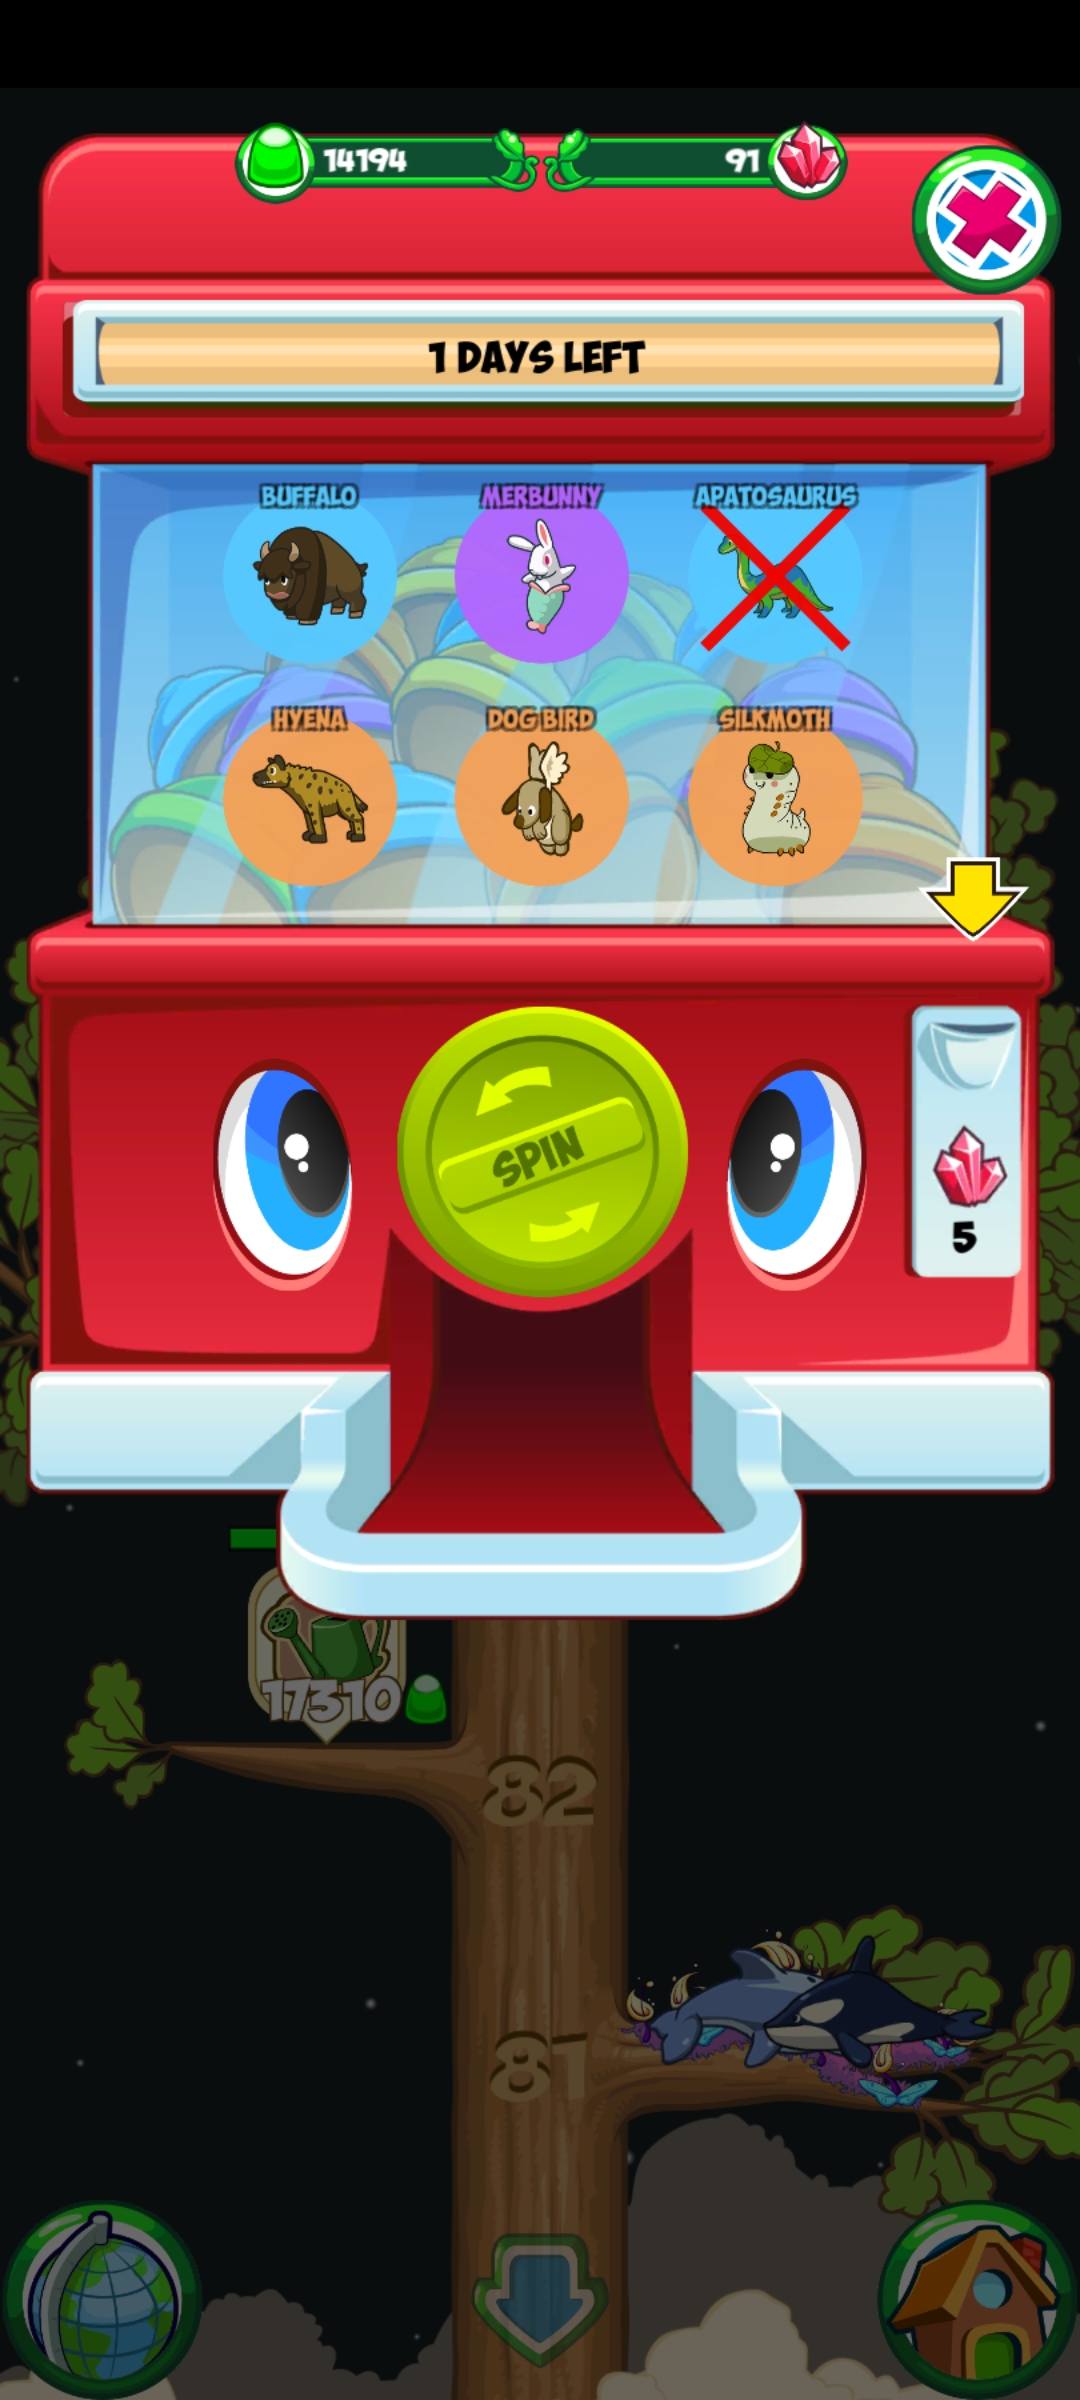 14194
91
1 DAYS LEFT
BUFFALO
MERBUNNY
APATOSAURUS
HYENA
DOG BIRD
SILKMOTH
SPIN
5
17310
82
81